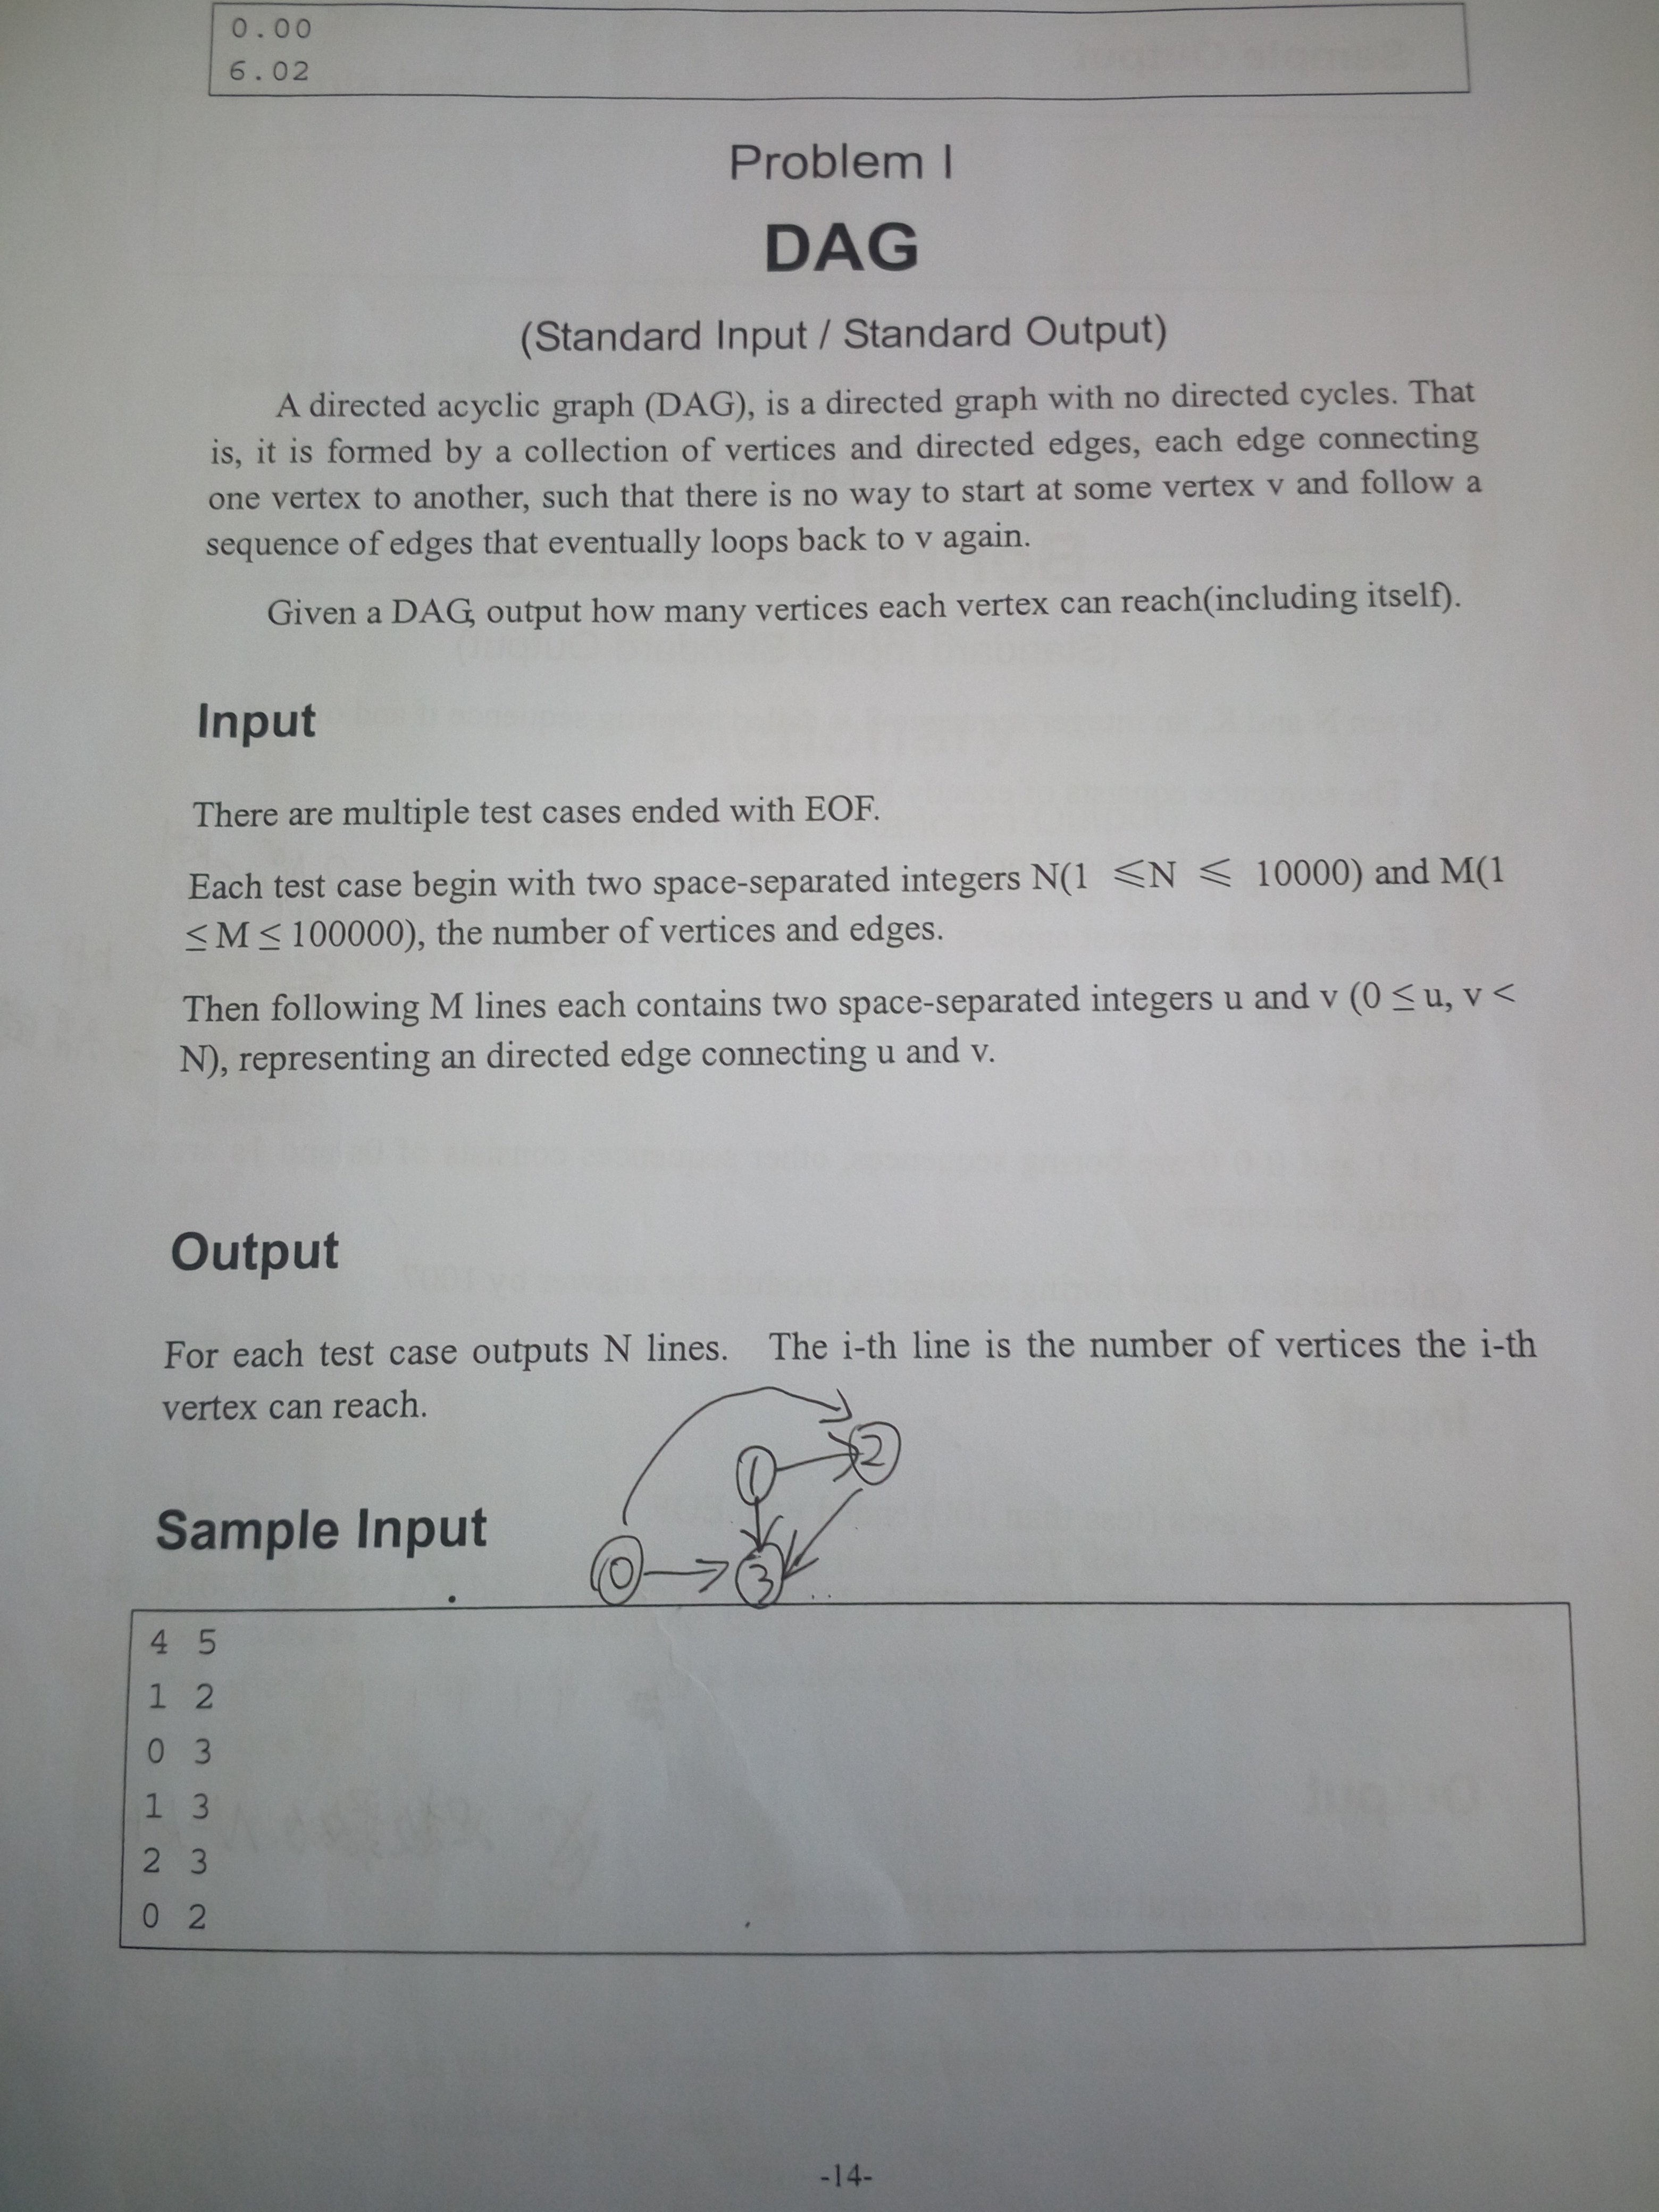 0.00
6.02
Problem I
DAG
(Standard Input / Standard Output)
A directed acyclic graph (DAG), is a directed graph with no directed cycles. That
is, it is formed by a collection of vertices and directed edges, each edge connecting
one vertex to another, such that there is no way to start at some vertex v and follow a
sequence of edges that eventually loops back to v again.
Given a DAG, output how many vertices each vertex can reach(including itself).
Input
There are multiple test cases ended with EOF.
Each test case begin with two space-separated integers N(1 ≤N ≤ 10000) and M(1
≤M≤100000), the number of vertices and edges.
Then following M lines each contains two space-separated integers u and v (0 ≤u, v <
N), representing an directed edge connecting u and v.
Output
For each test case outputs N lines. The i-th line is the number of vertices the i-th
vertex can reach.
1 2
Sample Input
0 3
4 5
1 2
0 3
1 3
2 3
0 2
-14-